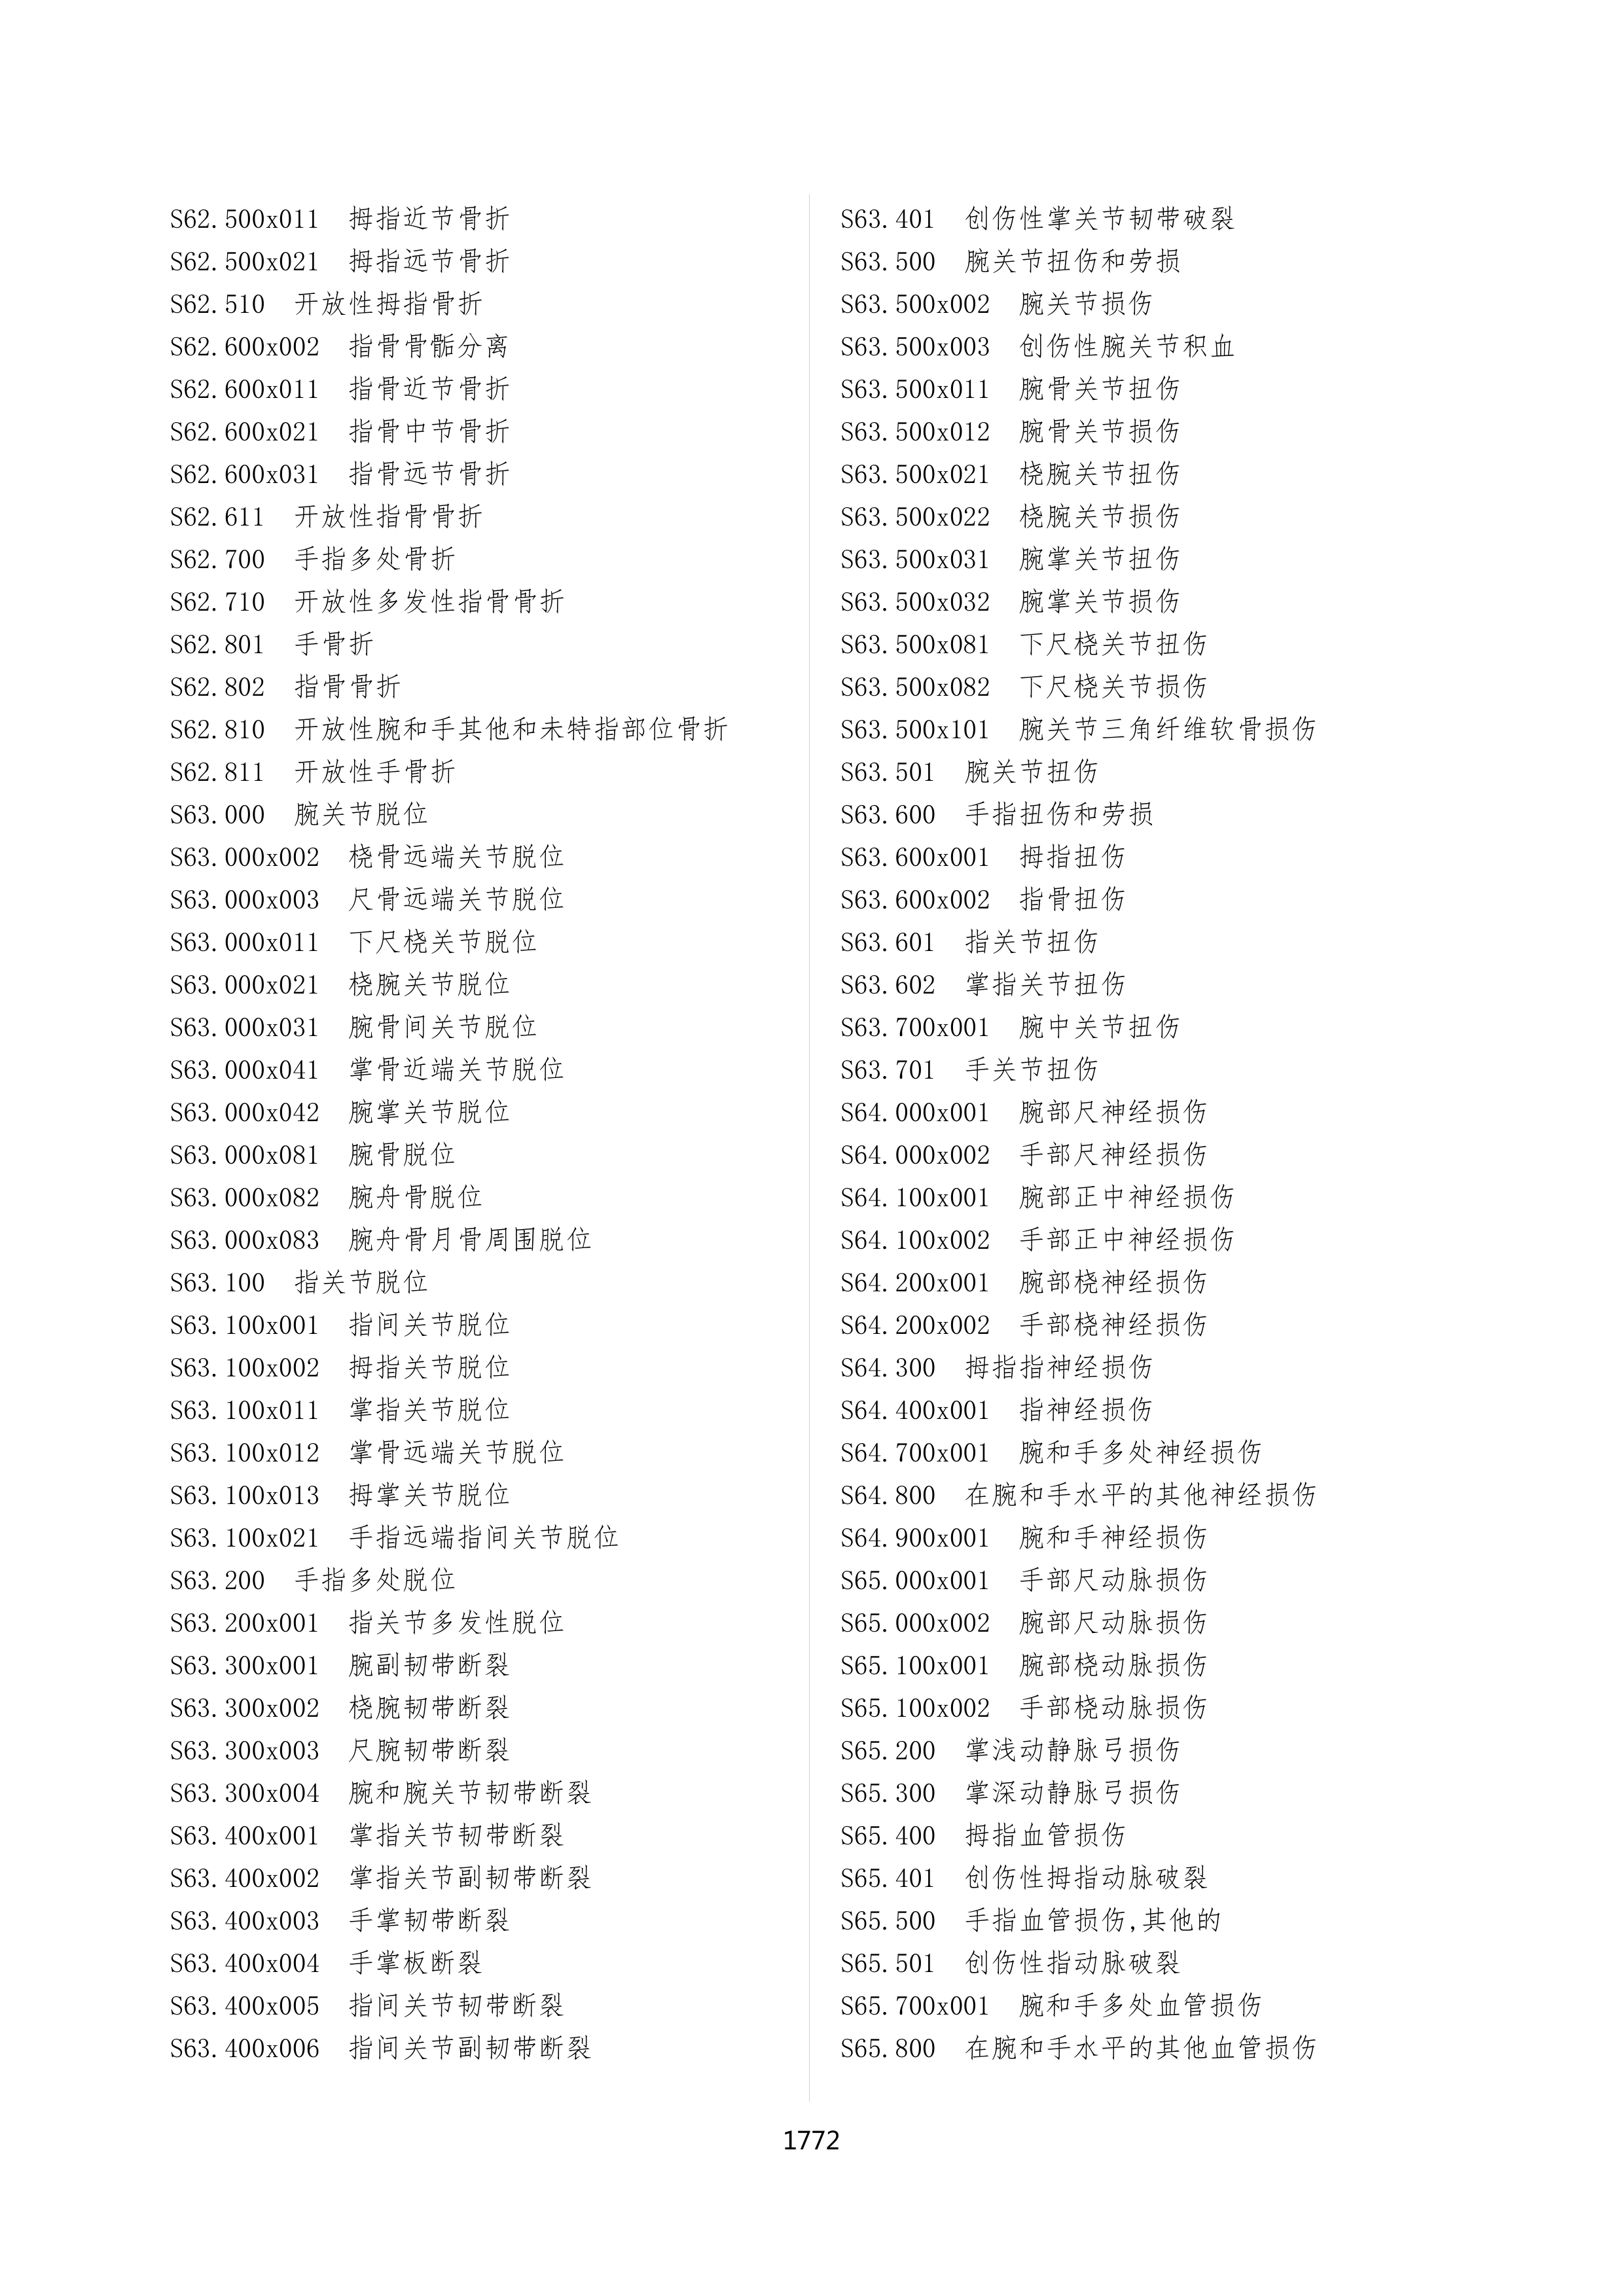 S62.500x011 拇指近节骨折
S62.500x021 拇指远节骨折
S62.510 开放性拇指骨折
S62.600x002 指骨骨骺分离
S62.600x011 指骨近节骨折
S62.600x021 指骨中节骨折
S62.600x031 指骨远节骨折
S62.611 开放性指骨骨折
S62.700 手指多处骨折
S62.710 开放性多发性指骨骨折
S62.801 手骨折
S62.802 指骨骨折
S62.810 开放性腕和手其他和未特指部位骨折
S62.811 开放性手骨折
S63.000 腕关节脱位
S63.000x002 桡骨远端关节脱位
S63.000x003 尺骨远端关节脱位
S63.000x011 下尺桡关节脱位
S63.000x021 桡腕关节脱位
S63.000x031 腕骨间关节脱位
S63.000x041 掌骨近端关节脱位
S63.000x042 腕掌关节脱位
S63.000x081 腕骨脱位
S63.000x082 腕舟骨脱位
S63.000x083 腕舟骨月骨周围脱位
S63.100 指关节脱位
S63.100x001 指间关节脱位
S63.100x002 拇指关节脱位
S63.100x011 掌指关节脱位
S63.100x012 掌骨远端关节脱位
S63.100x013 拇掌关节脱位
S63.100x021 手指远端指间关节脱位
S63.200 手指多处脱位
S63.200x001 指关节多发性脱位
S63.300x001 腕副韧带断裂
S63.300x002 桡腕韧带断裂
S63.300x003 尺腕韧带断裂
S63.300x004 腕和腕关节韧带断裂
S63.400x001 掌指关节韧带断裂
S63.400x002 掌指关节副韧带断裂
S63.400x003 手掌韧带断裂
S63.400x004 手掌板断裂
S63.400x005 指间关节韧带断裂
S63.400x006 指间关节副韧带断裂
S63.401 创伤性掌关节韧带破裂
S63.500 腕关节扭伤和劳损
S63.500x002 腕关节损伤
S63.500x003 创伤性腕关节积血
S63.500x011 腕骨关节扭伤
S63.500x012 腕骨关节损伤
S63.500x021 桡腕关节扭伤
S63.500x022 桡腕关节损伤
S63.500x031 腕掌关节扭伤
S63.500x032 腕掌关节损伤
S63.500x081 下尺桡关节扭伤
S63.500x082 下尺桡关节损伤
S63.500x101 腕关节三角纤维软骨损伤
S63.501 腕关节扭伤
S63.600 手指扭伤和劳损
S63.600x001 拇指扭伤
S63.600x002 指骨扭伤
S63.601 指关节扭伤
S63.602 掌指关节扭伤
S63.700x001 腕中关节扭伤
S63.701 手关节扭伤
S64.000x001 腕部尺神经损伤
S64.000x002 手部尺神经损伤
S64.100x001 腕部正中神经损伤
S64.100x002 手部正中神经损伤
S64.200x001 腕部桡神经损伤
S64.200x002 手部桡神经损伤
S64.300 拇指指神经损伤
S64.400x001 指神经损伤
S64.700x001 腕和手多处神经损伤
S64.800 在腕和手水平的其他神经损伤
S64.900x001 腕和手神经损伤
S65.000x001 手部尺动脉损伤
S65.000x002 腕部尺动脉损伤
S65.100x001 腕部桡动脉损伤
S65.100x002 手部桡动脉损伤
S65.200 掌浅动静脉弓损伤
S65.300 掌深动静脉弓损伤
S65.400 拇指血管损伤
S65.401 创伤性拇指动脉破裂
S65.500 手指血管损伤,其他的
S65.501 创伤性指动脉破裂
S65.700x001 腕和手多处血管损伤
S65.800 在腕和手水平的其他血管损伤
1772